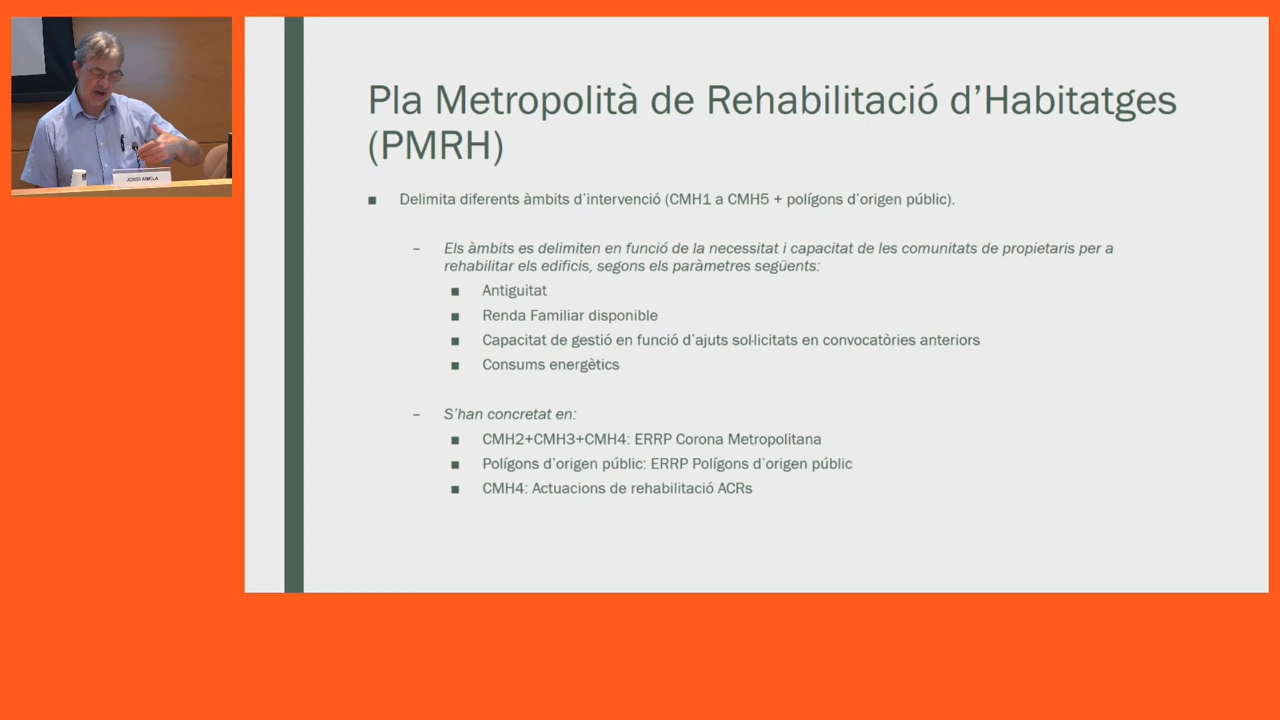 JORDI AMELA
Pla Metropolità de Rehabilitació d’Habitatges
(PMRH)
Delimita diferents àmbits d’intervenció (CMH1 a CMH5 + polígons d’origen públic).
– Els àmbits es delimiten en funció de la necessitat i capacitat de les comunitats de propietaris per a
rehabilitar els edificis, segons els paràmetres següents:
Antiguitat
Renda Familiar disponible
Capacitat de gestió en funció d’ajuts sol·licitats en convocatòries anteriors
Consums energètics
– S’han concretat en:
CMH2+CMH3+CMH4: ERRP Corona Metropolitana
Polígons d’origen públic: ERRP Polígons d’origen públic
CMH4: Actuacions de rehabilitació ACRs